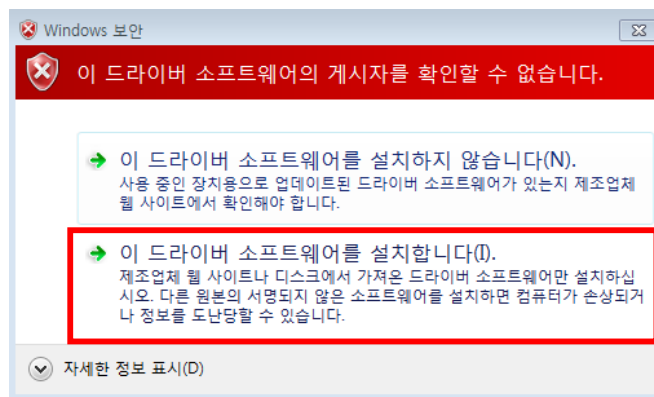 Windows 보안
이 드라이버 소프트웨어의 게시자를 확인할 수 없습니다.
이 드라이버 소프트웨어를 설치하지 않습니다(N).
사용 중인 장치용으로 업데이트된 드라이버 소프트웨어가 있는지 제조업체
웹 사이트에서 확인해야 합니다.
이 드라이버 소프트웨어를 설치합니다(I).
제조업체 웹 사이트나 디스크에서 가져온 드라이버 소프트웨어만 설치하십
시오. 다른 원본의 서명되지 않은 소프트웨어를 설치하면 컴퓨터가 손상되거
나 정보를 도난당할 수 있습니다.
자세한 정보 표시(D)